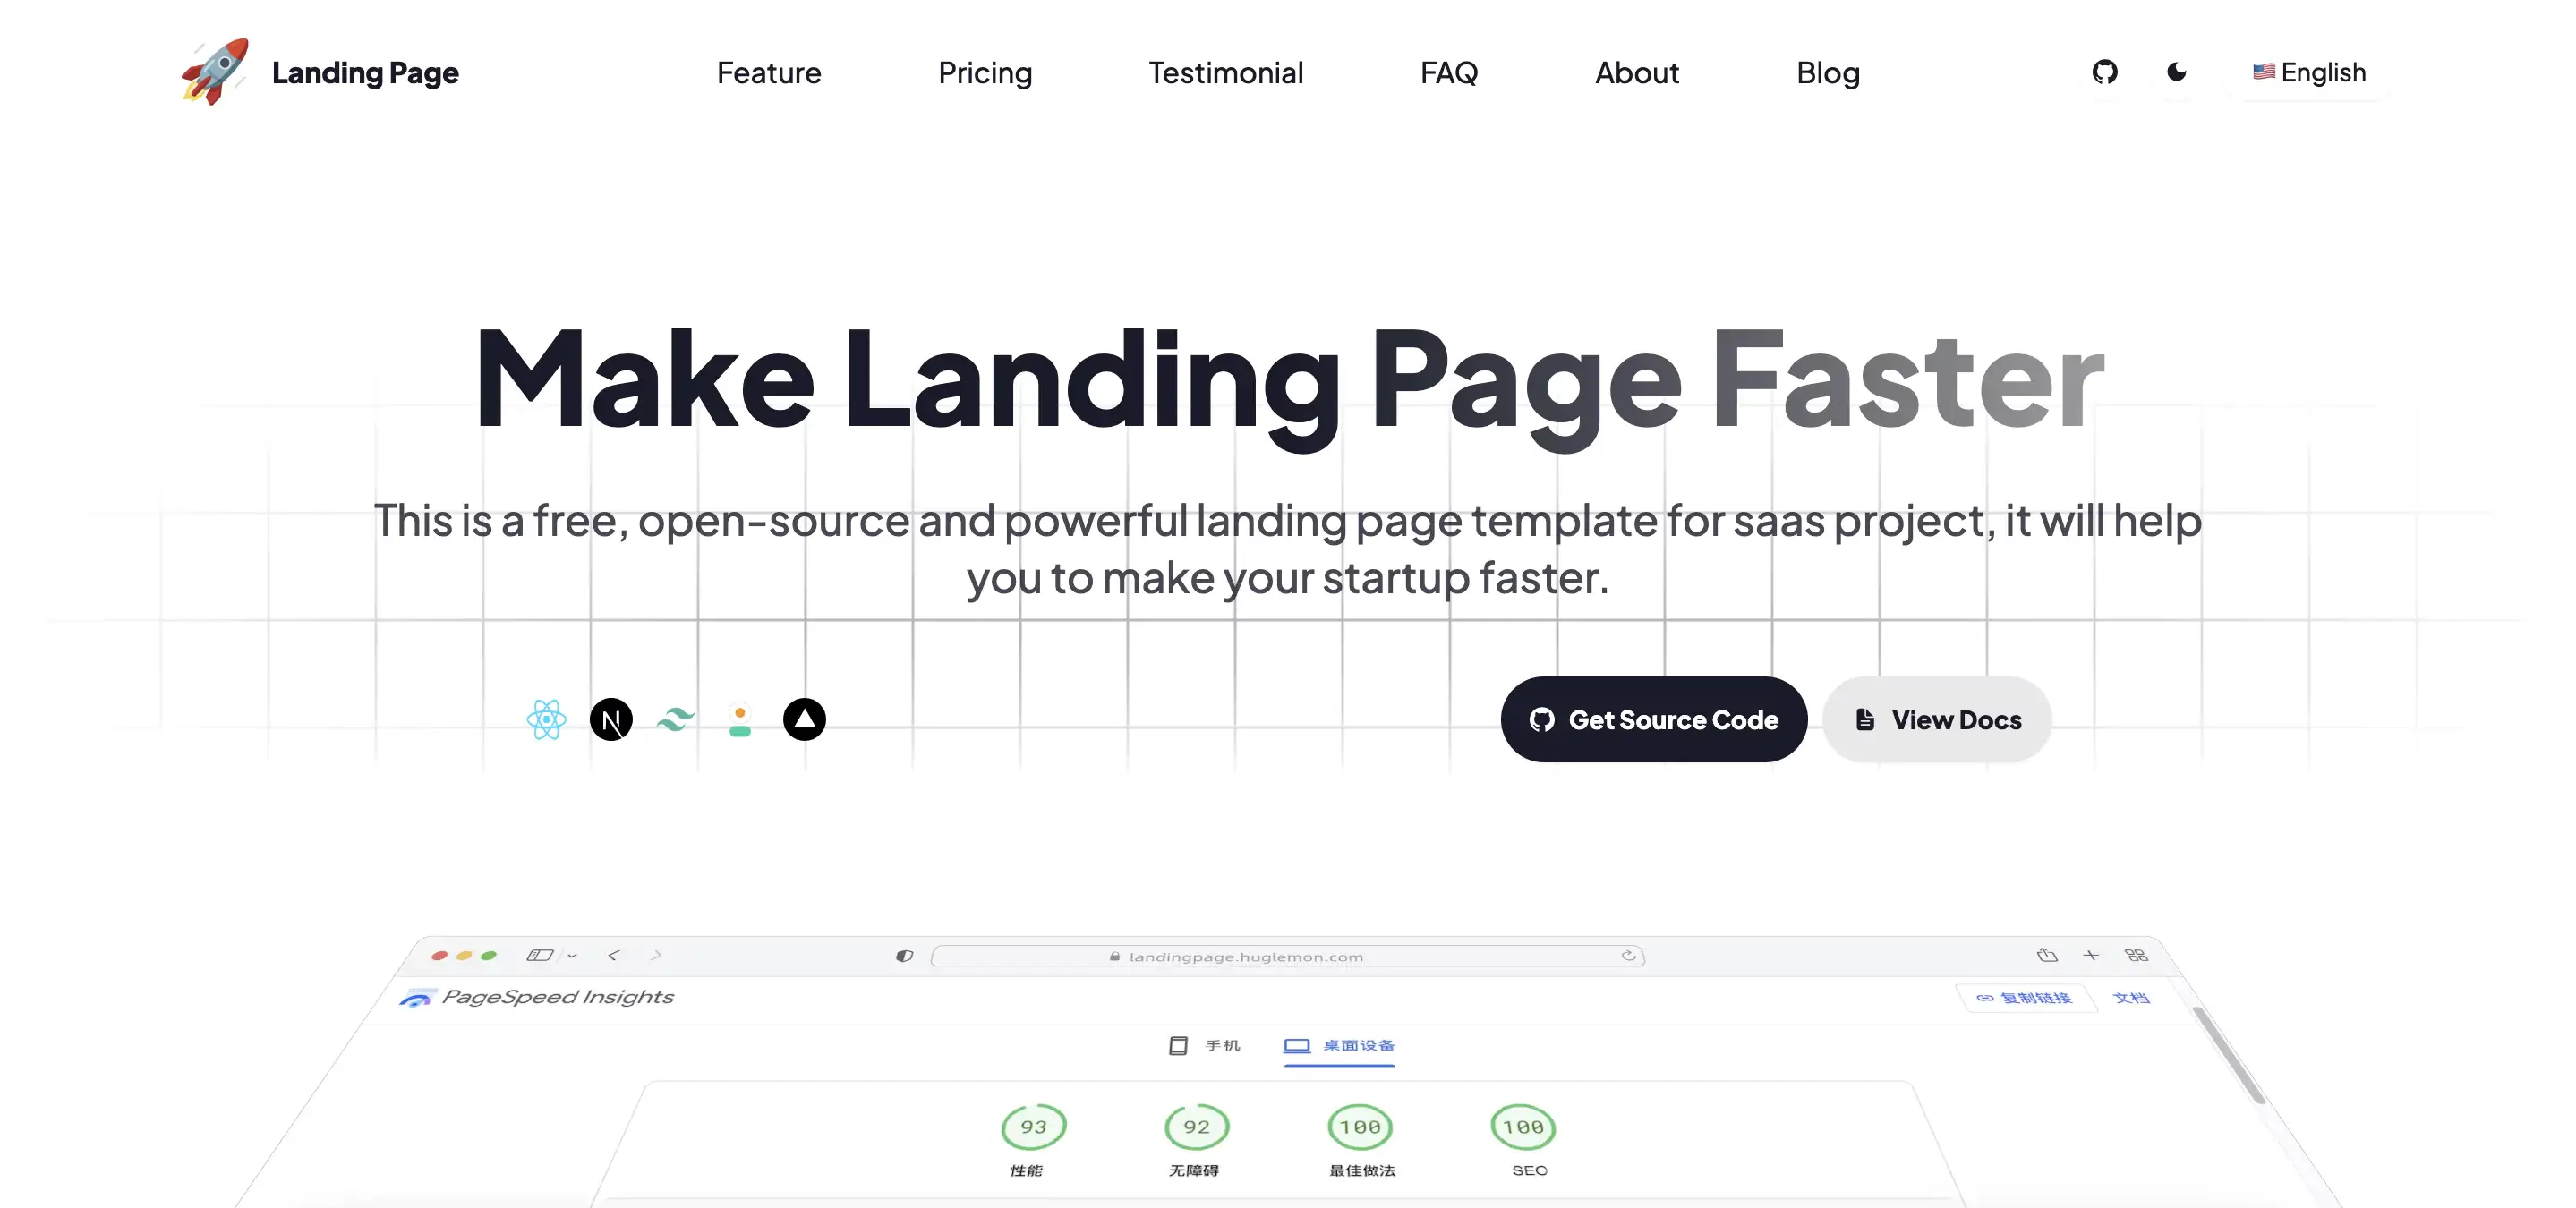 Landing Page
Feature
Pricing
Testimonial
FAQ
About
Blog
English
Make Landing Page Faster
This is a free, open-source and powerful landing page template for saas project, it will help
you to make your startup faster.
N
Get Source Code
View Docs
landingpage.huglemon.com
PageSpeed Insights
复制链接
文档
手机
桌面设备
93
92
100
100
性能
无障碍
最佳做法
SEO